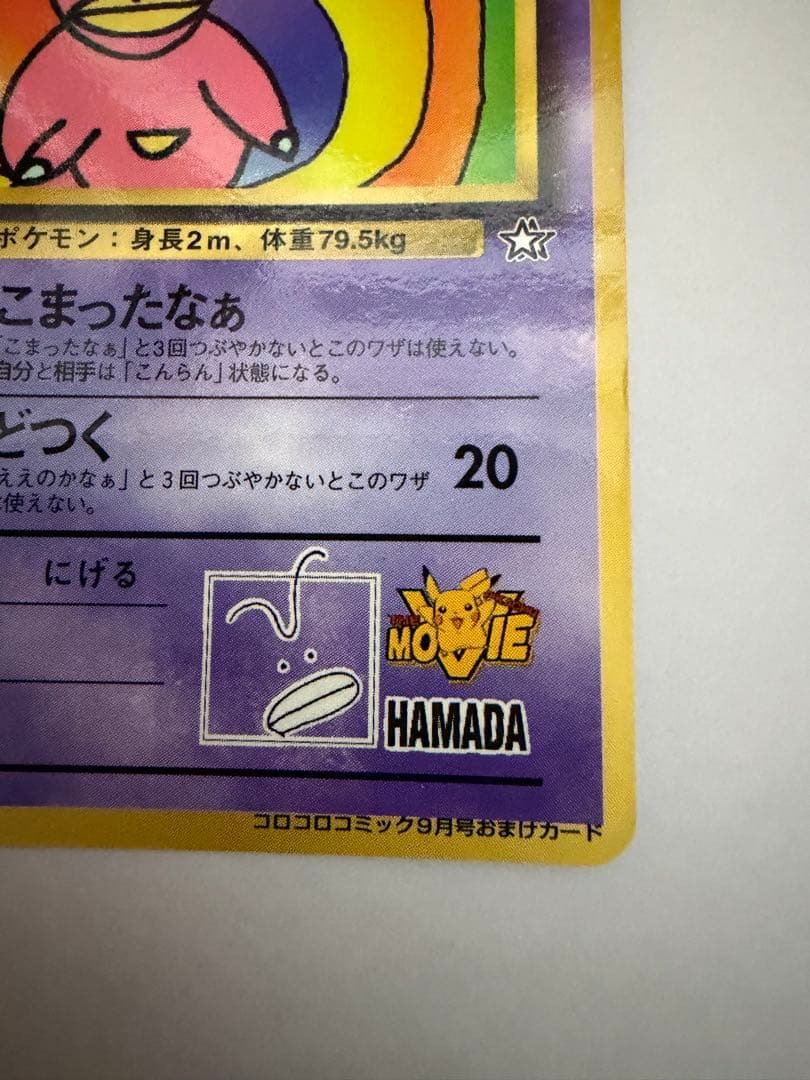 ポケモン：身長2m、体重79.5kg
こまったなぁ
「こまったなぁ」と3回つぶやかないとこのワザは使えない。
自分と相手は「こんらん」状態になる。
どつく
ええのかなぁ」と3回つぶやかないとこのワザ 20
は使えない。
にげる
MOVIE
HAMADA
コロコロコミック9月号おまけカード